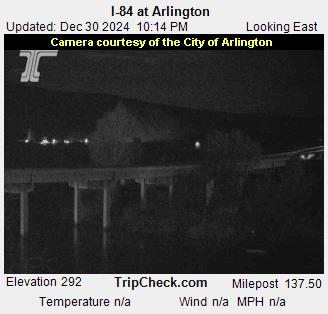 I-84 at Arlington
Updated: Dec 30 2024 10:14 PM Looking East
Camera courtesy of the City of Arlington
Elevation 292 TripCheck.com Milepost 137.50
Temperature n/a Wind n/a MPH n/a